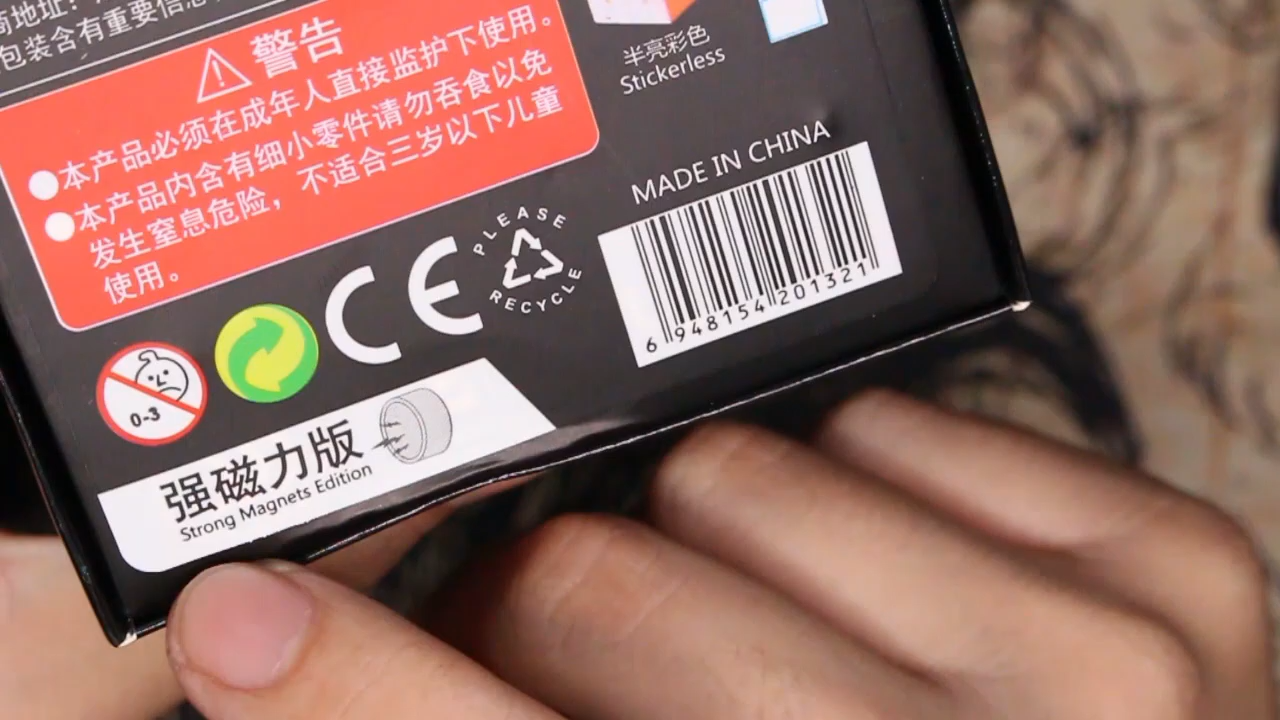 商地址：
包装含有重要信息
警告
●本产品必须在成年人直接监护下使用。
●本产品内含有细小零件请勿吞食以免
发生窒息危险，不适合三岁以下儿童
使用。
半亮彩色
Stickerless
MADE IN CHINA
6 948154 201321
PLEASE
RECYCLE
CE
0-3
强磁力版
Strong Magnets Edition